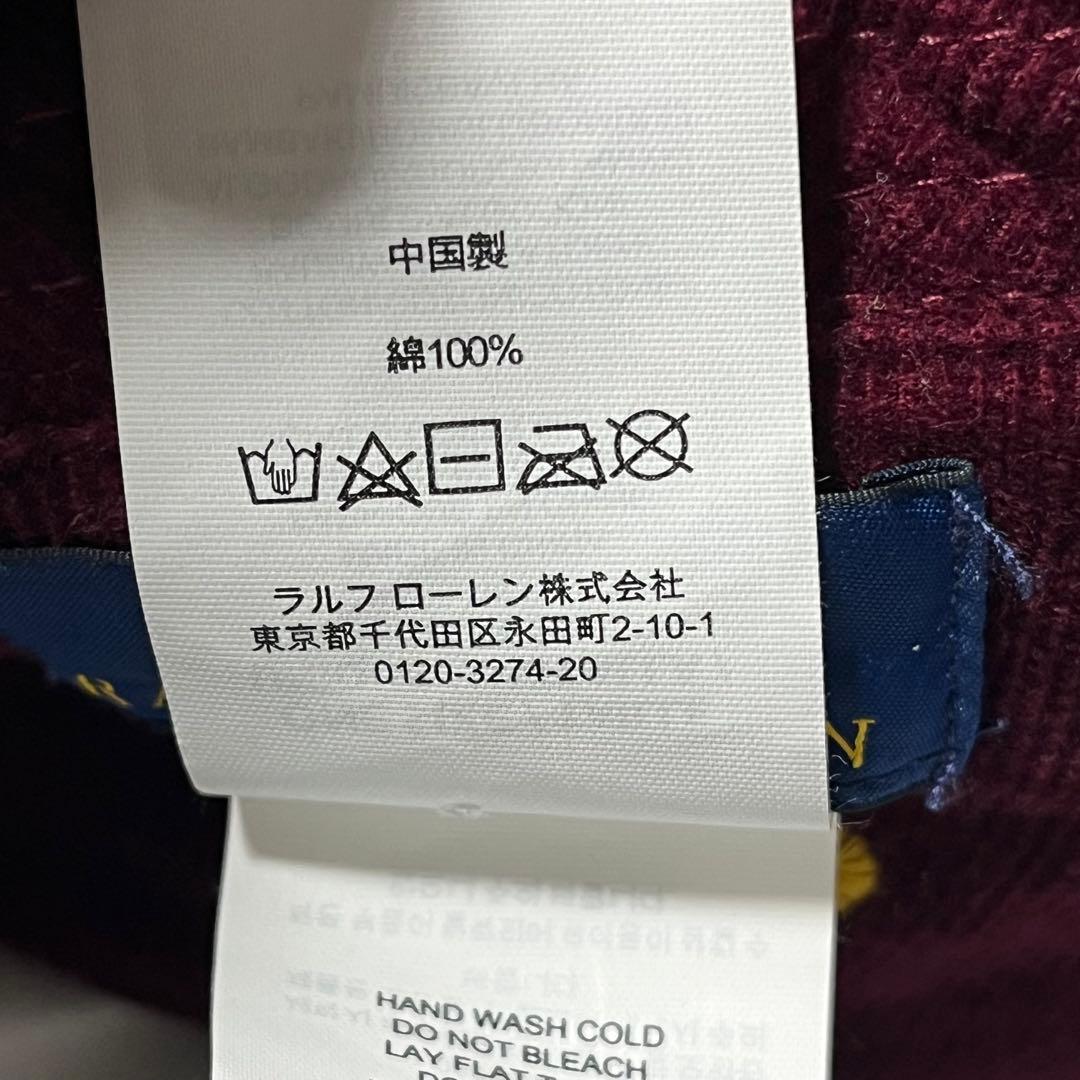 中国製
綿100%
ラルフ ローレン株式会社
東京都千代田区永田町2-10-1
0120-3274-20
HAND WASH COLD
DO NOT BLEACH
LAY FLAT